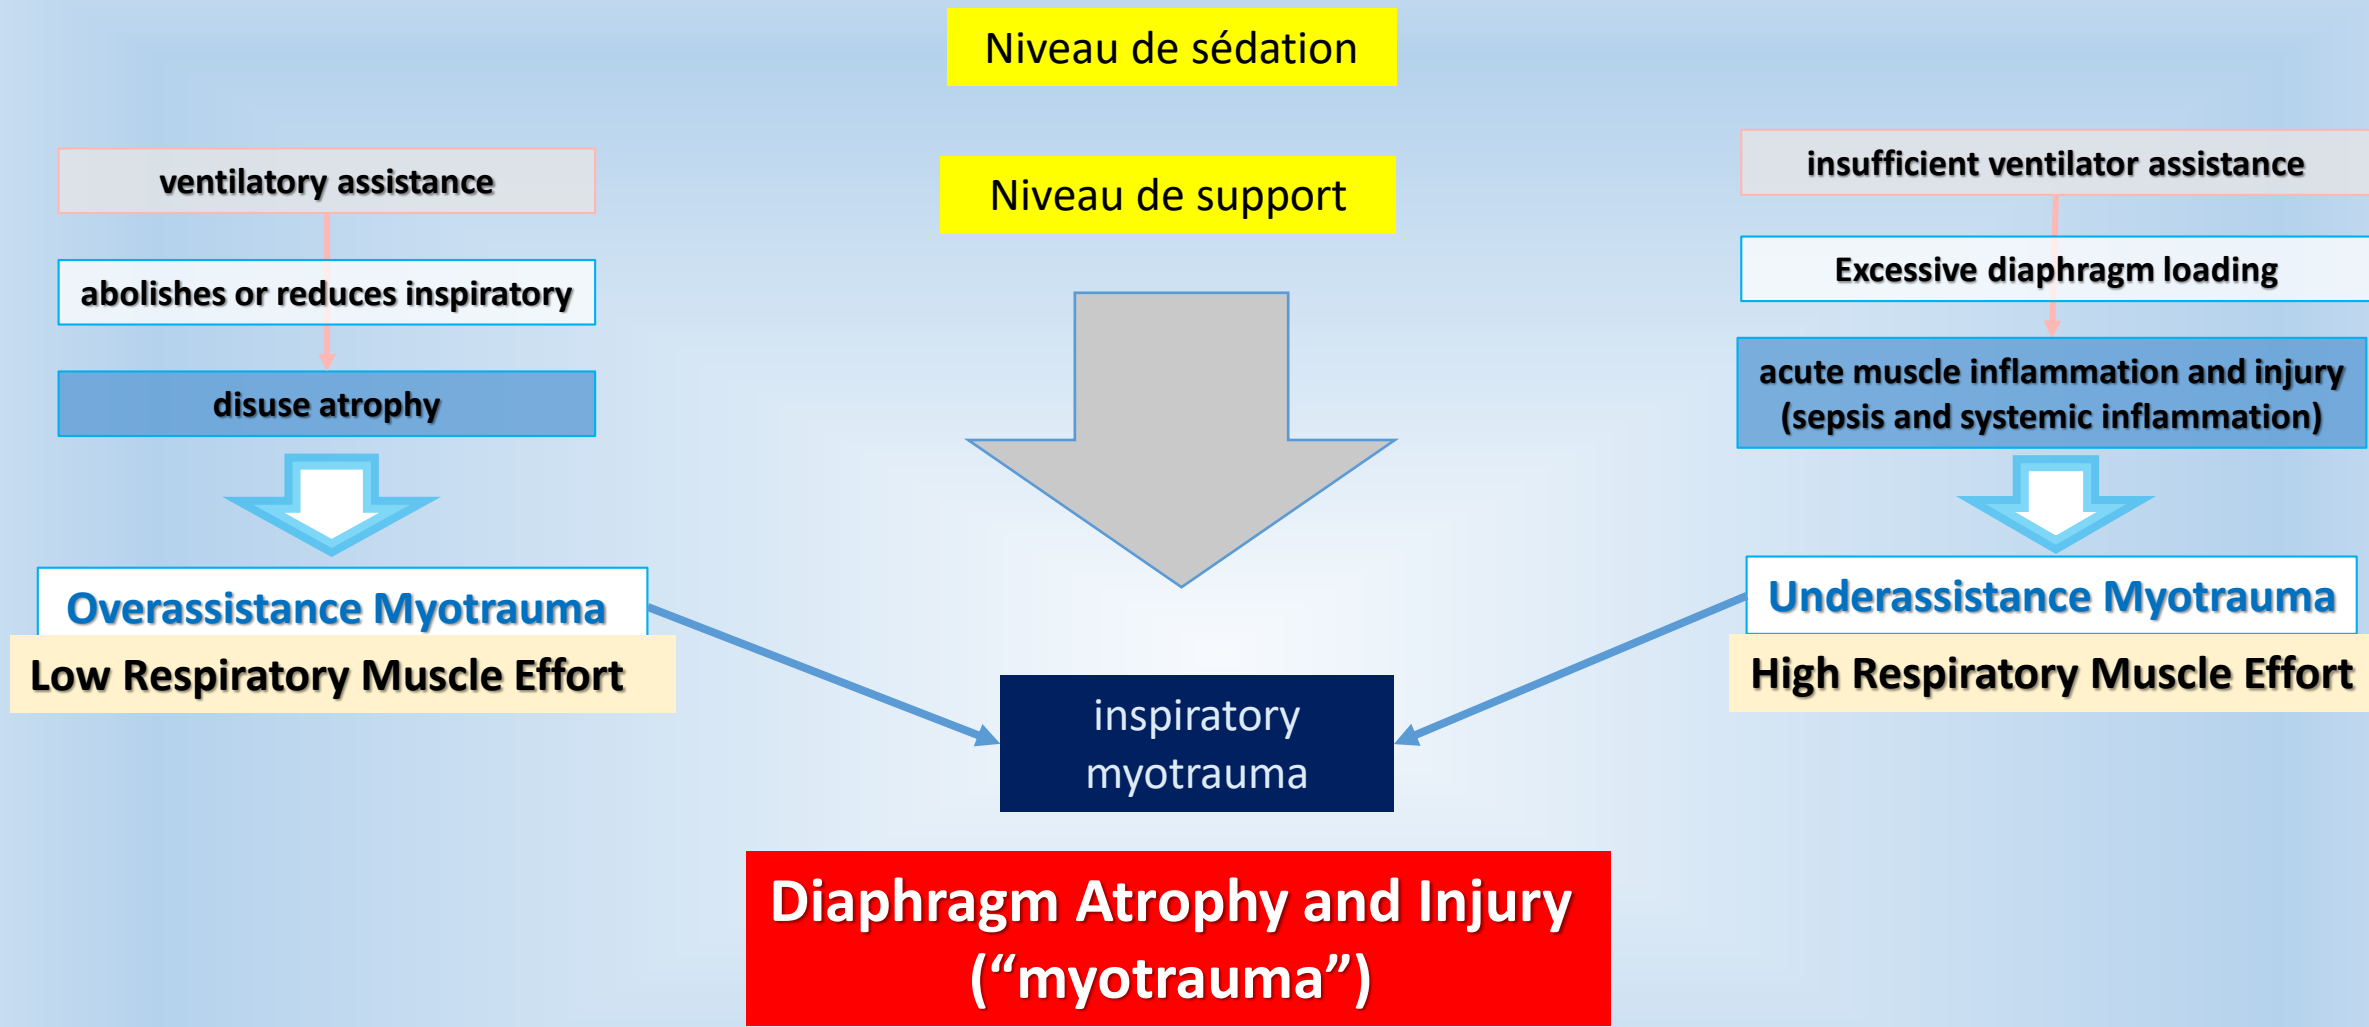 Niveau de sédation
Niveau de support
ventilatory assistance
abolishes or reduces inspiratory
disuse atrophy
Overassistance Myotrauma
Low Respiratory Muscle Effort
insufficient ventilator assistance
Excessive diaphragm loading
acute muscle inflammation and injury
(sepsis and systemic inflammation)
Underassistance Myotrauma
High Respiratory Muscle Effort
inspiratory
myotrauma
Diaphragm Atrophy and Injury
(“myotrauma”)